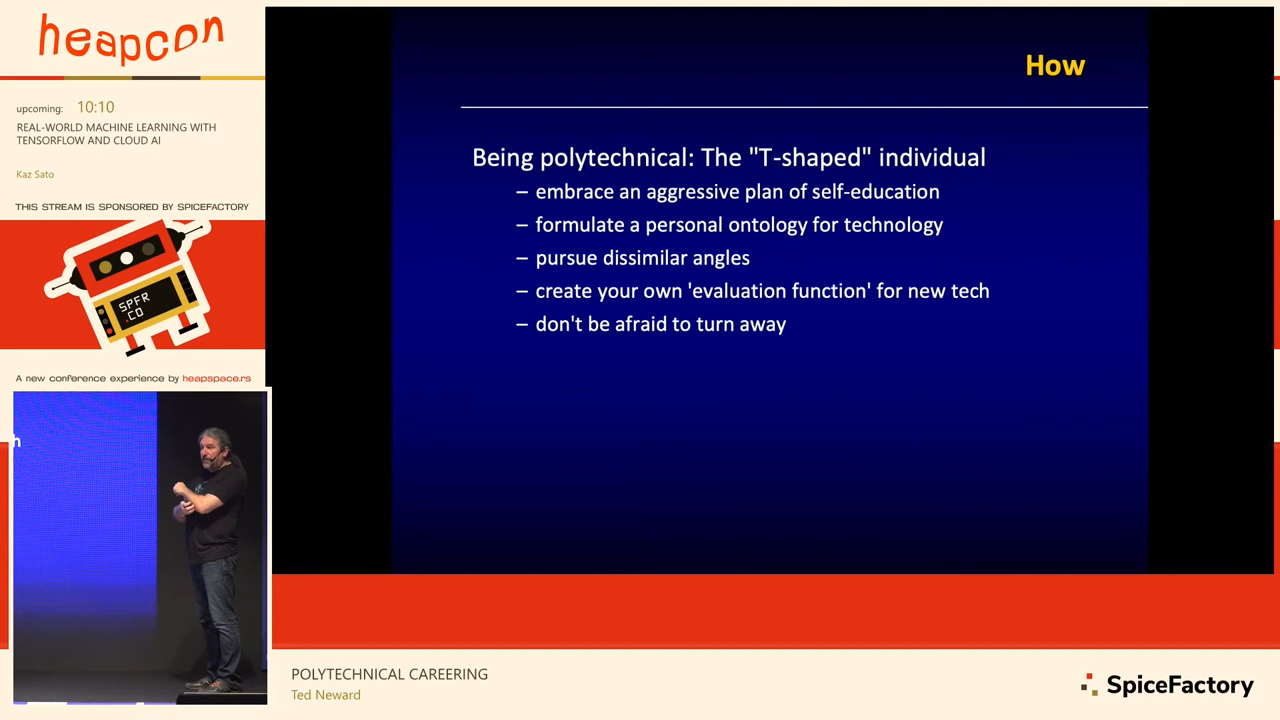 heapcon
upcoming: 10:10
REAL-WORLD MACHINE LEARNING WITH
TENSORFLOW AND CLOUD AI
Kaz Sato
THIS STREAM IS SPONSORED BY SPICEFACTORY
SPFR
.CO
A new conference experience by heapspace.rs
h
How
Being polytechnical: The "T-shaped" individual
– embrace an aggressive plan of self-education
– formulate a personal ontology for technology
– pursue dissimilar angles
– create your own 'evaluation function' for new tech
– don't be afraid to turn away
POLYTECHNICAL CAREERING
Ted Neward
SpiceFactory